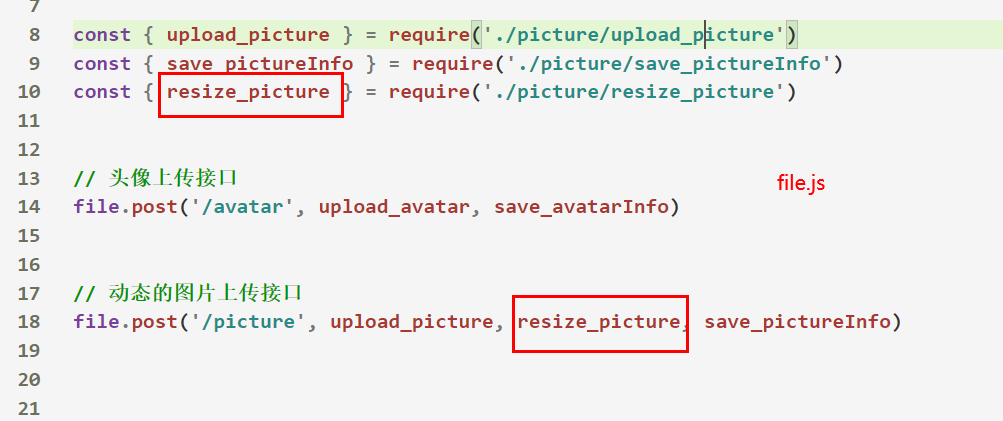 7
8 const { upload_picture } = require('./picture/upload_picture')
9 const { save_pictureInfo } = require('./picture/save_pictureInfo')
10 const { resize_picture } = require('./picture/resize_picture')
11
12
13 // 头像上传接口
file.js
14 file.post('/avatar', upload_avatar, save_avatarInfo)
15
16
17 // 动态的图片上传接口
18 file.post('/picture', upload_picture, resize_picture, save_pictureInfo)
19
20
21